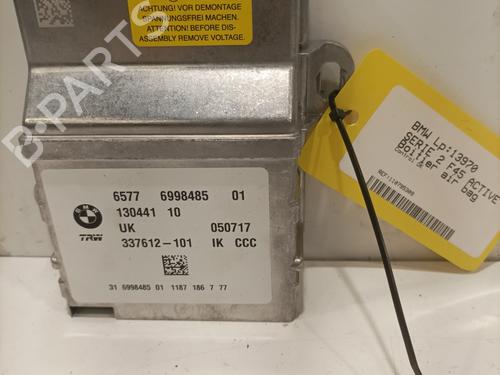 ACHTUNG! VOR DEMONTAGE
SPANNUNGSFREI MACHEN.
ATTENTION! BEFORE DIS-
ASSEMBLY REMOVE VOLTAGE.
B-PARTS
6577 6998485 01
130441 10
UK 050717
337612-101 IK CCC
BMW
TRW
31 6998485 01 1187 186 7 77
BMW Lp:13970
SERIE 2 F45 ACTIVE
Boitier air bag